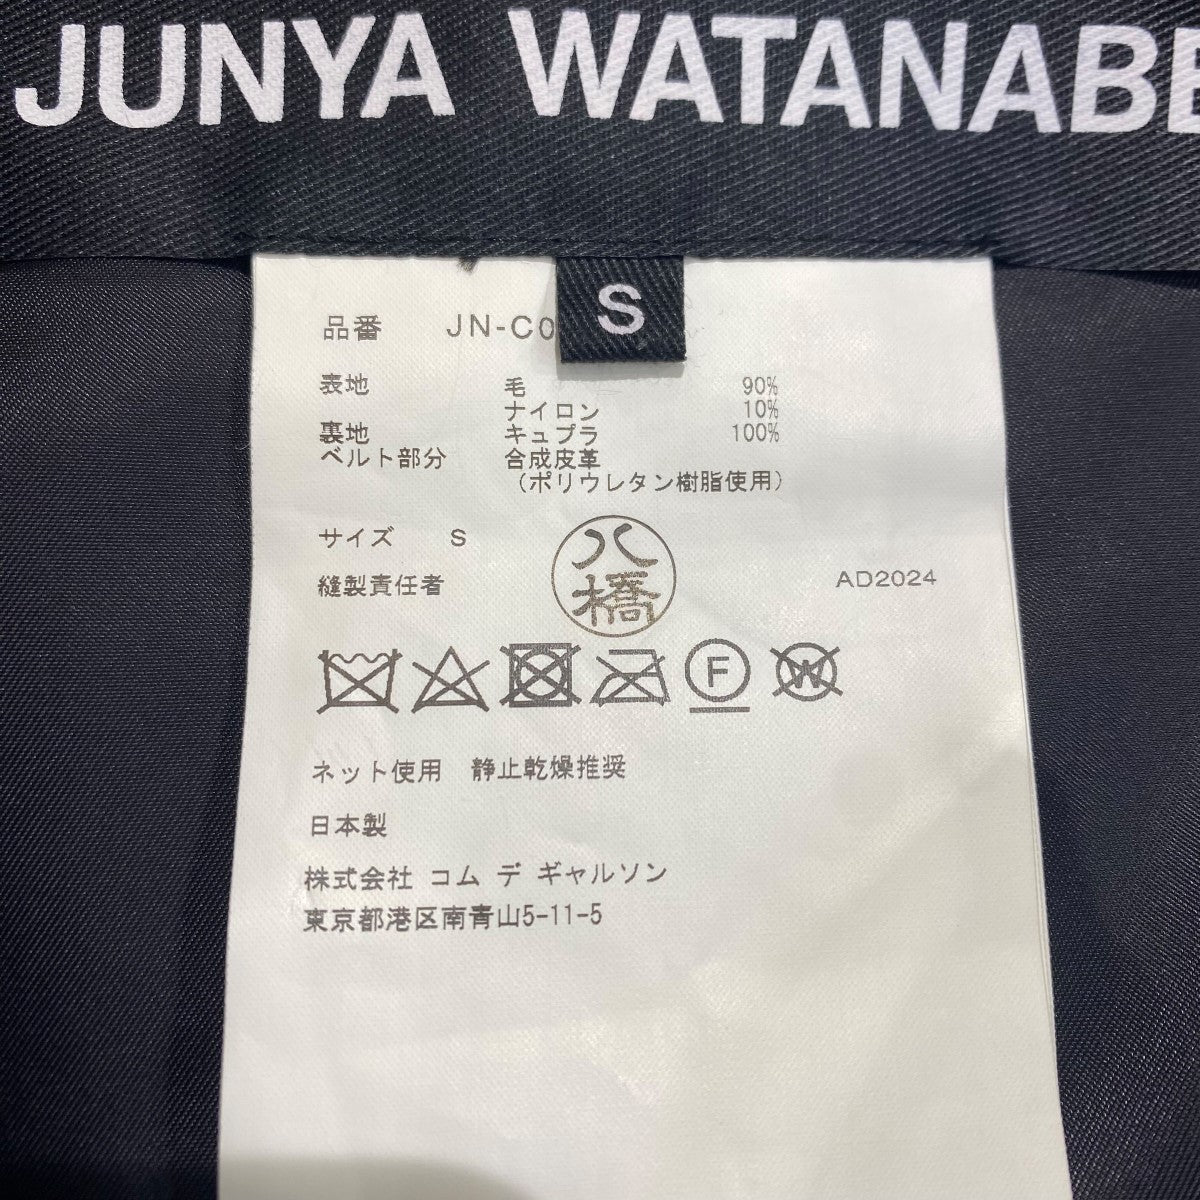 JUNYA WATANABE
S
品番 JN-C0
表地 毛 90%
ナイロン 10%
裏地 キュプラ 100%
ベルト部分 合成皮革
（ポリウレタン樹脂使用）
サイズ S
八橋
縫製責任者 AD2024
F W
ネット使用 静止乾燥推奨
日本製
株式会社 コム デ ギャルソン
東京都港区南青山5-11-5